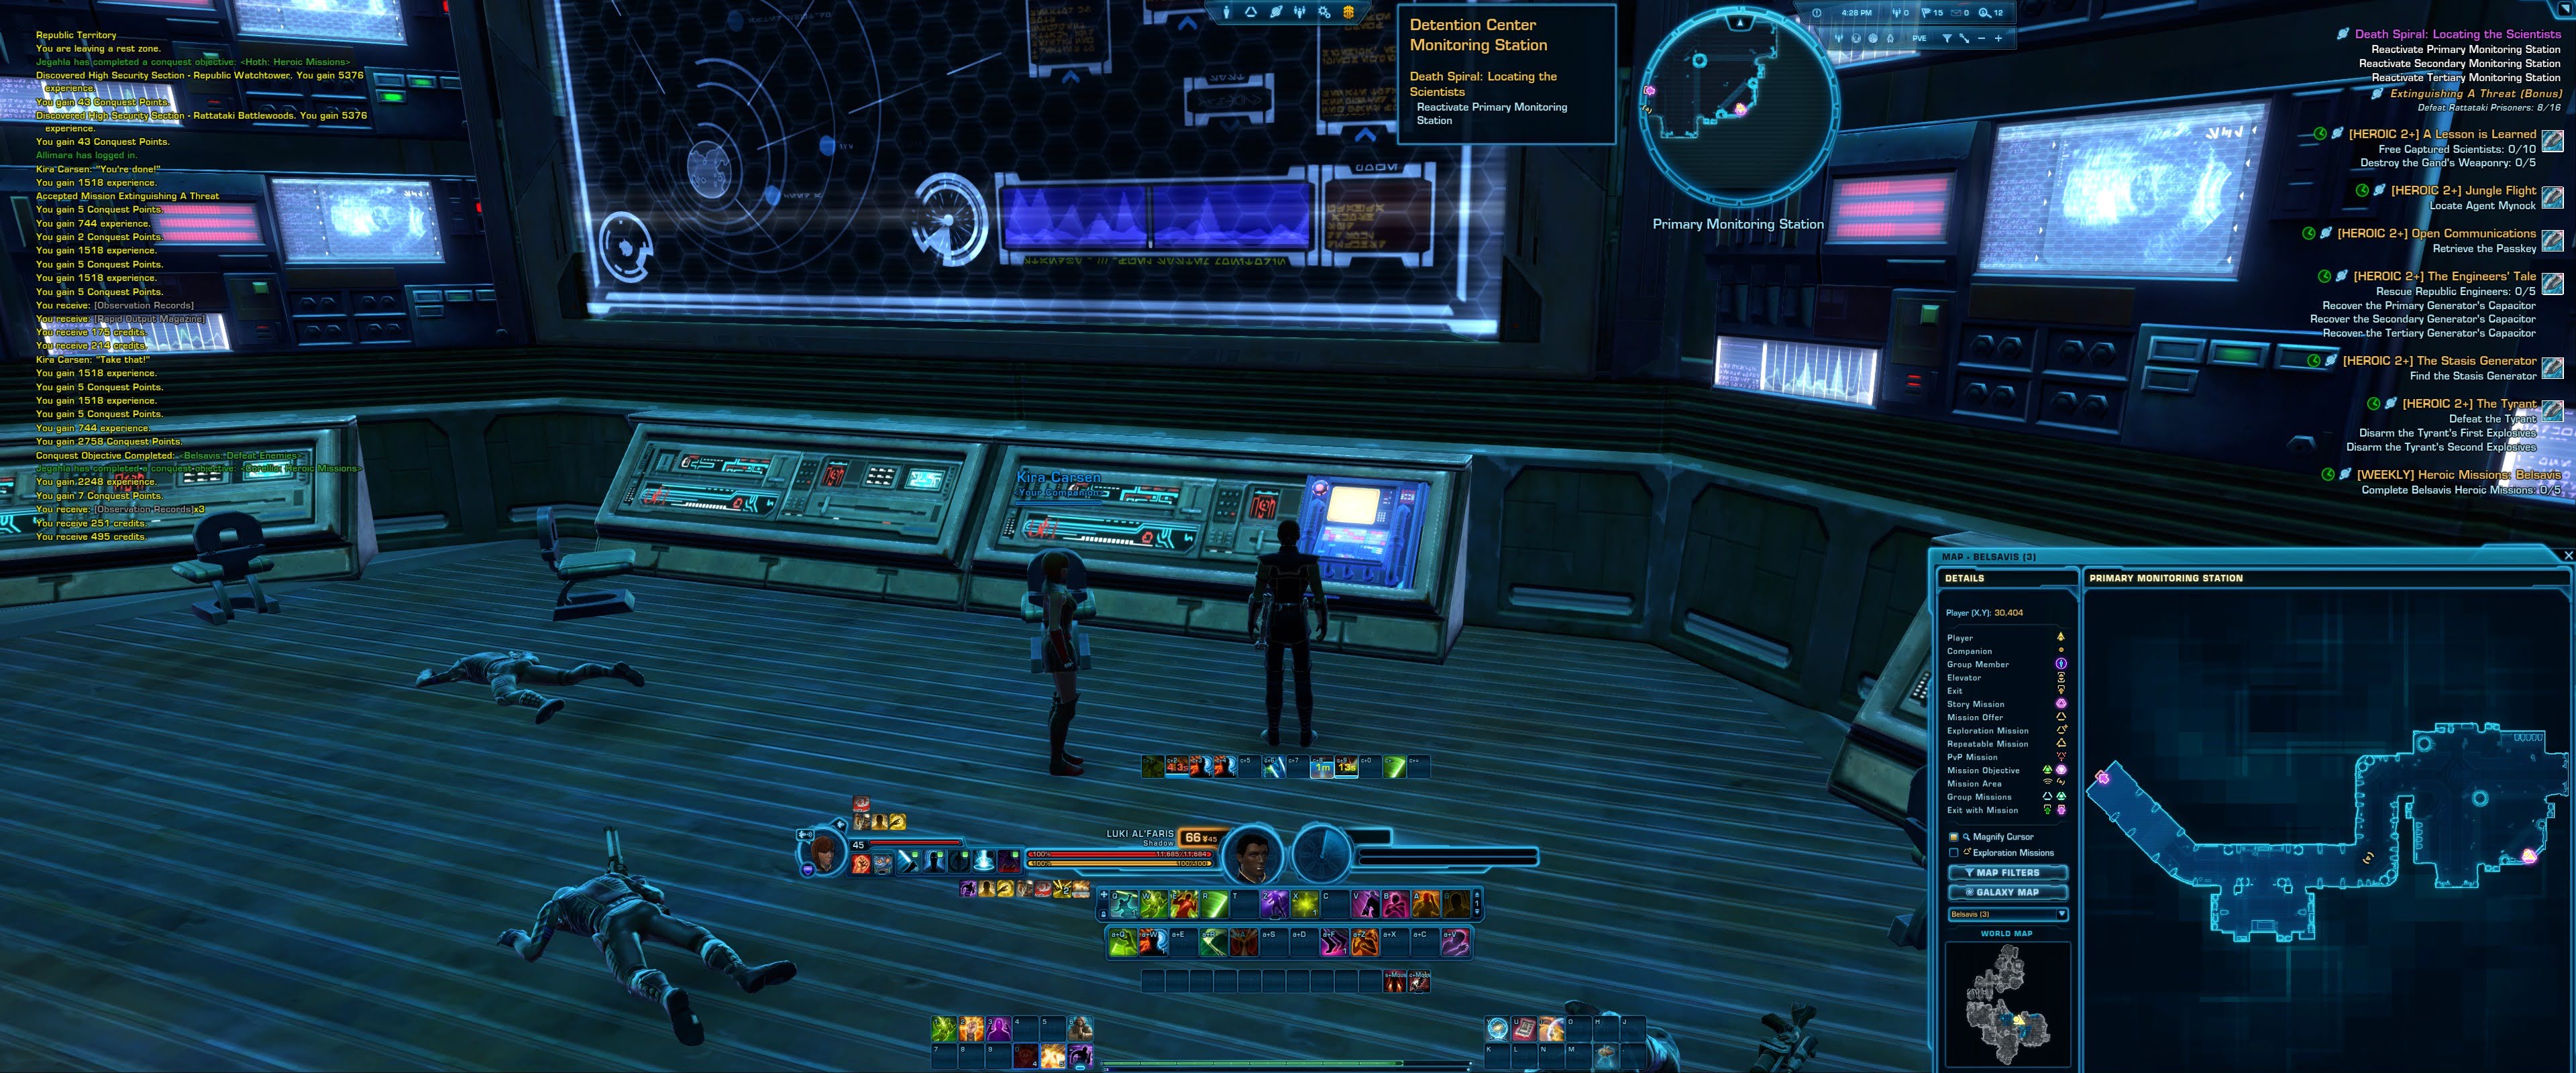 Republic Territory
You are leaving a rest zone.
Jegahla has completed a conquest objective: <Hoth: Heroic Missions>
Discovered High Security Section - Republic Watchtower. You gain 5376
experience.
You gain 43 Conquest Points.
Discovered High Security Section - Rattataki Battlewoods. You gain 5376
experience.
You gain 43 Conquest Points.
Allimara has logged in.
Kira Carsen: "You're done!"
You gain 1518 experience.
Accepted Mission Extinguishing A Threat
You gain 5 Conquest Points.
You gain 744 experience.
You gain 2 Conquest Points.
You gain 1518 experience.
You gain 5 Conquest Points.
You gain 1518 experience.
You gain 5 Conquest Points.
You receive: [Observation Records]
You receive: [Rapid Output Magazine]
You receive 175 credits.
You receive 214 credits.
Kira Carsen: "Take that!"
You gain 1518 experience.
You gain 5 Conquest Points.
You gain 1518 experience.
You gain 5 Conquest Points.
You gain 744 experience.
You gain 2758 Conquest Points.
Conquest Objective Completed: <Belsavis: Defeat Enemies>
Jegahla has completed a conquest objective: <Corellia: Heroic Missions>
You gain 2248 experience.
You gain 7 Conquest Points.
You receive: [Observation Records]x3
You receive 251 credits.
You receive 495 credits.
Detention Center
Monitoring Station
Death Spiral: Locating the
Scientists
Reactivate Primary Monitoring
Station
4:28 PM
0
15
0
12
PVE
Primary Monitoring Station
Death Spiral: Locating the Scientists
Reactivate Primary Monitoring Station
Reactivate Secondary Monitoring Station
Reactivate Tertiary Monitoring Station
Extinguishing A Threat (Bonus)
Defeat Rattataki Prisoners: 8/16
[HEROIC 2+] A Lesson is Learned
Free Captured Scientists: 0/10
Destroy the Gand's Weaponry: 0/5
[HEROIC 2+] Jungle Flight
Locate Agent Mynock
[HEROIC 2+] Open Communications
Retrieve the Passkey
[HEROIC 2+] The Engineers' Tale
Rescue Republic Engineers: 0/5
Recover the Primary Generator's Capacitor
Recover the Secondary Generator's Capacitor
Recover the Tertiary Generator's Capacitor
[HEROIC 2+] The Stasis Generator
Find the Stasis Generator
[HEROIC 2+] The Tyrant
Defeat the Tyrant
Disarm the Tyrant's First Explosives
Disarm the Tyrant's Second Explosives
[WEEKLY] Heroic Missions: Belsavis
Complete Belsavis Heroic Missions: 0/5
Kira Carsen
<Your Companion>
MAP - BELSAVIS (3)
DETAILS
PRIMARY MONITORING STATION
Player (X,Y): 30,404
Player
Companion
Group Member
Elevator
Exit
Story Mission
Mission Offer
Exploration Mission
Repeatable Mission
PvP Mission
Mission Objective
Mission Area
Group Missions
Exit with Mission
Magnify Cursor
Exploration Missions
MAP FILTERS
GALAXY MAP
Belsavis (3)
WORLD MAP
1m
13s
45
LUKI AL'FARIS
Shadow
66
45
100%
11,685/11,684
100%
100/100